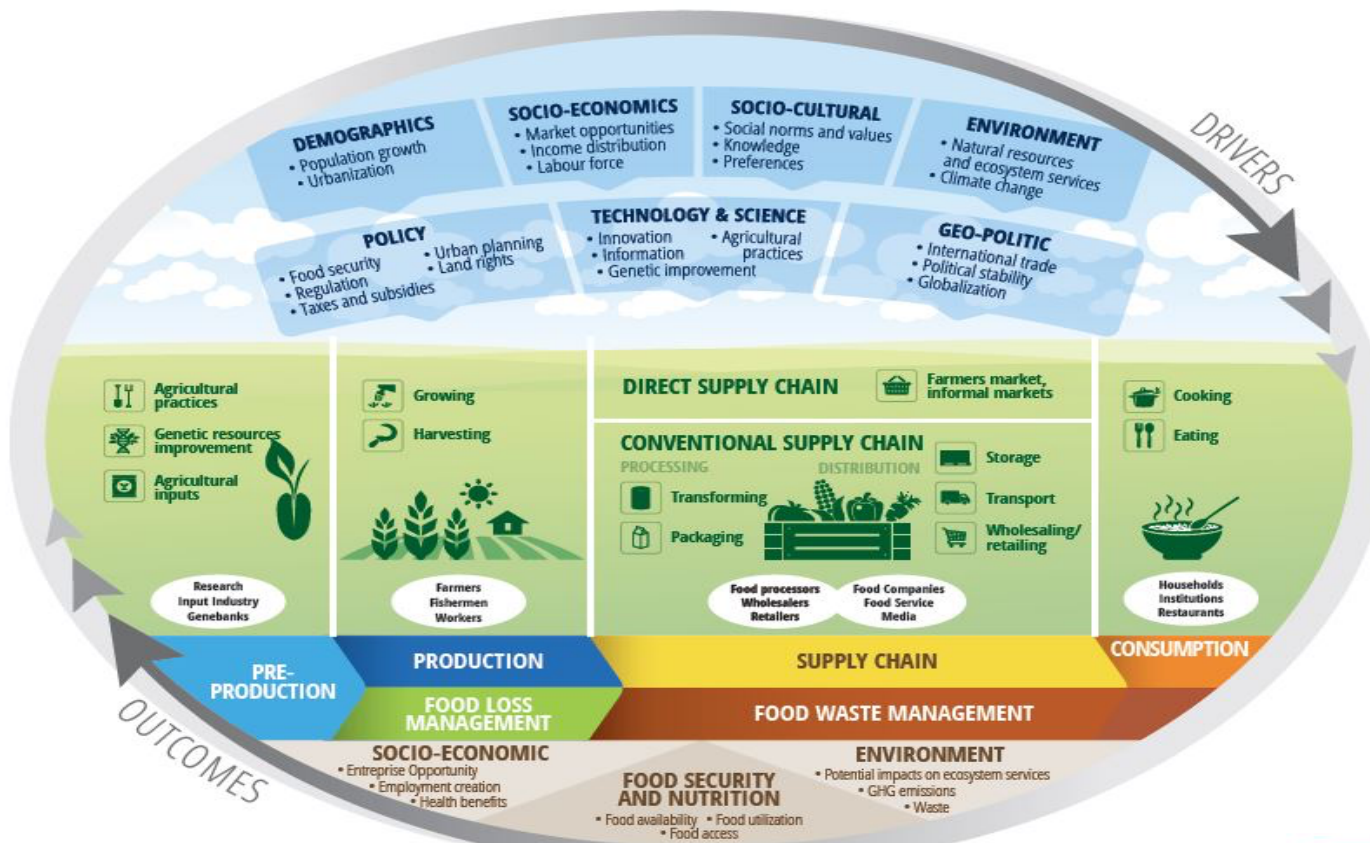 DRIVERS
DEMOGRAPHICS
• Population growth
• Urbanization
SOCIO-ECONOMICS
• Market opportunities
• Income distribution
• Labour force
SOCIO-CULTURAL
• Social norms and values
• Knowledge
• Preferences
ENVIRONMENT
• Natural resources
and ecosystem services
• Climate change
POLICY
• Food security
• Regulation
• Taxes and subsidies
• Urban planning
• Land rights
TECHNOLOGY & SCIENCE
• Innovation
• Information
• Genetic improvement
• Agricultural
practices
GEO-POLITIC
• International trade
• Political stability
• Globalization
Agricultural
practices
Genetic resources
improvement
Agricultural
inputs
Research
Input Industry
Genebanks
Growing
Harvesting
Farmers
Fishermen
Workers
DIRECT SUPPLY CHAIN
Farmers market,
informal markets
CONVENTIONAL SUPPLY CHAIN
PROCESSING
Transforming
Packaging
DISTRIBUTION
Storage
Transport
Wholesaling/
retailing
Food processors
Wholesalers
Retallers
Food Companies
Food Service
Media
Cooking
Eating
Households
Institutions
Restaurants
PRE-
PRODUCTION
PRODUCTION
SUPPLY CHAIN
CONSUMPTION
FOOD LOSS
MANAGEMENT
FOOD WASTE MANAGEMENT
OUTCOMES
SOCIO-ECONOMIC
• Entreprise Opportunity
• Employment creation
• Health benefits
FOOD SECURITY
AND NUTRITION
• Food availability • Food utilization
• Food access
ENVIRONMENT
• Potential impacts on ecosystem services
• GHG emissions
• Waste